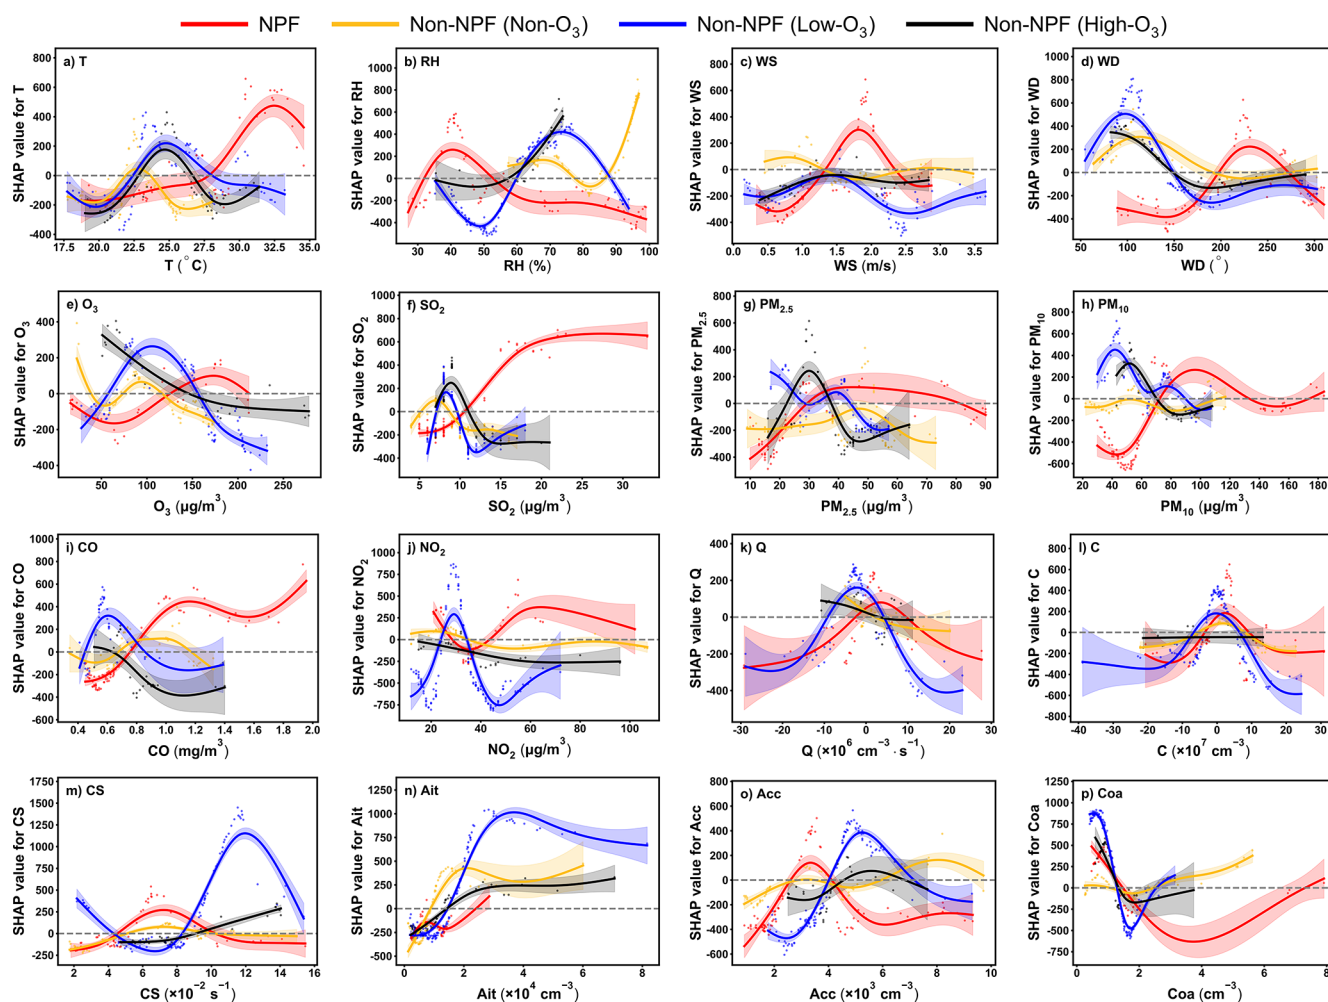 NPF Non-NPF (Non-O₃) Non-NPF (Low-O₃) Non-NPF (High-O₃)
a) T
SHAP value for T
800
600
400
200
0
-200
-400
17.5 20.0 22.5 25.0 27.5 30.0 32.5 35.0
T (°C)
b) RH
SHAP value for RH
1000
800
600
400
200
0
-200
-400
30 40 50 60 70 80 90 100
RH (%)
c) WS
SHAP value for WS
1000
800
600
400
200
0
-200
-400
-600
0.0 0.5 1.0 1.5 2.0 2.5 3.0 3.5
WS (m/s)
d) WD
SHAP value for WD
1000
800
600
400
200
0
-200
-400
50 100 150 200 250 300
WD (°)
e) O₃
SHAP value for O₃
400
200
0
-200
-400
50 100 150 200 250
O₃ (µg/m³)
f) SO₂
SHAP value for SO₂
1000
800
600
400
200
0
-200
-400
5 10 15 20 25 30
SO₂ (µg/m³)
g) PM₂.₅
SHAP value for PM₂.₅
800
600
400
200
0
-200
-400
10 20 30 40 50 60 70 80 90
PM₂.₅ (µg/m³)
h) PM₁₀
SHAP value for PM₁₀
1000
800
600
400
200
0
-200
-400
-600
20 40 60 80 100 120 140 160 180
PM₁₀ (µg/m³)
i) CO
SHAP value for CO
1000
800
600
400
200
0
-200
-400
-600
0.4 0.6 0.8 1.0 1.2 1.4 1.6 1.8 2.0
CO (mg/m³)
j) NO₂
SHAP value for NO₂
1000
750
500
250
0
-250
-500
-750
20 40 60 80 100
NO₂ (µg/m³)
k) Q
SHAP value for Q
400
200
0
-200
-400
-30 -20 -10 0 10 20 30
Q (×10⁶ cm⁻³ · s⁻¹)
l) C
SHAP value for C
800
600
400
200
0
-200
-400
-600
-800
-40 -30 -20 -10 0 10 20 30
C (×10⁷ cm⁻³)
m) CS
SHAP value for CS
1750
1500
1250
1000
750
500
250
0
-250
2 4 6 8 10 12 14 16
CS (×10⁻² s⁻¹)
n) Ait
SHAP value for Ait
1250
1000
750
500
250
0
-250
-500
0 2 4 6 8
Ait (×10⁴ cm⁻³)
o) Acc
SHAP value for Acc
800
600
400
200
0
-200
-400
-600
2 4 6 8 10
Acc (×10³ cm⁻³)
p) Coa
SHAP value for Coa
1000
750
500
250
0
-250
-500
-750
0 2 4 6 8
Coa (cm⁻³)